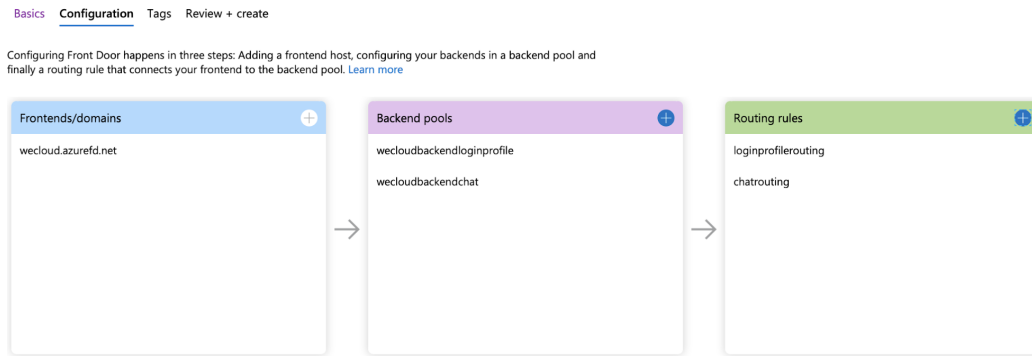 Basics Configuration Tags Review + create
Configuring Front Door happens in three steps: Adding a frontend host, configuring your backends in a backend pool and
finally a routing rule that connects your frontend to the backend pool. Learn more
Frontends/domains
wecloud.azurefd.net
Backend pools
wecloudbackendloginprofile
wecloudbackendchat
Routing rules
loginprofilerouting
chatrouting